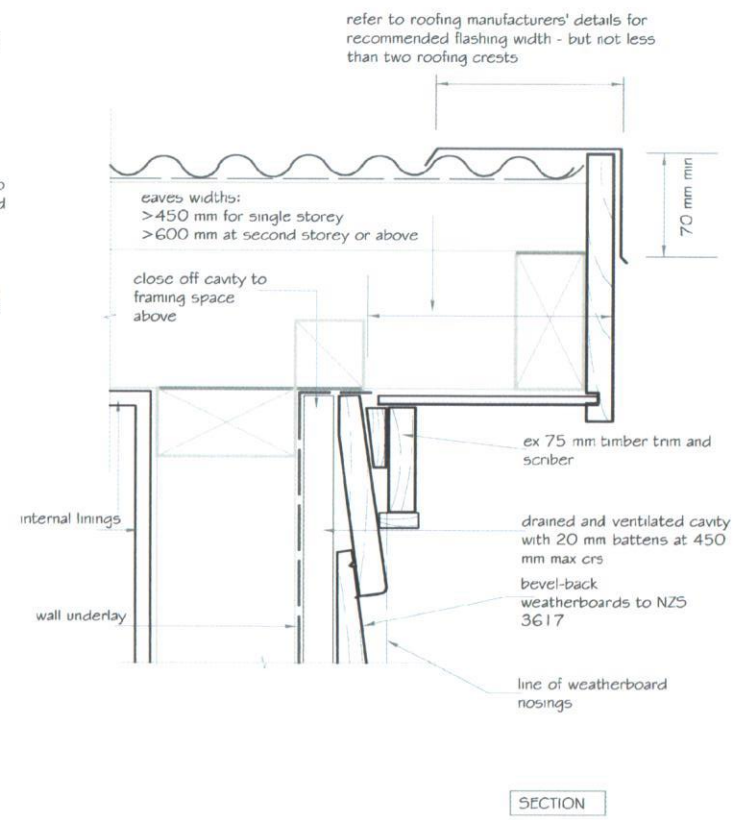 refer to roofing manufacturers' details for
recommended flashing width - but not less
than two roofing crests
eaves widths:
>450 mm for single storey
>600 mm at second storey or above
70 mm min
close off cavity to
framing space
above
ex 75 mm timber trim and
scriber
internal linings
drained and ventilated cavity
with 20 mm battens at 450
mm max crs
bevel-back
weatherboards to NZS
3617
wall underlay
line of weatherboard
nosings
SECTION